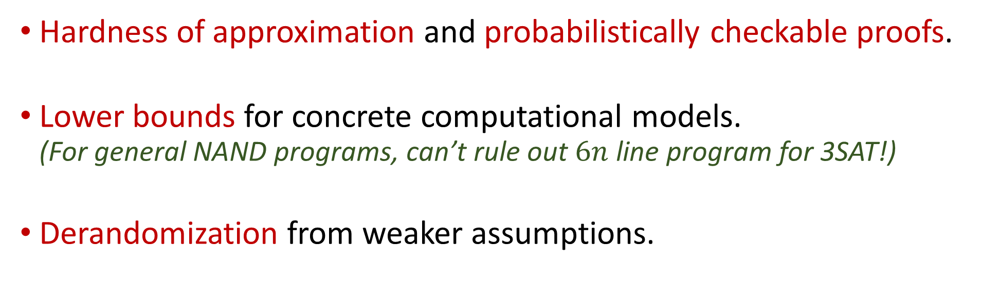 • Hardness of approximation and probabilistically checkable proofs.
• Lower bounds for concrete computational models.
(For general NAND programs, can’t rule out 6n line program for 3SAT!)
• Derandomization from weaker assumptions.